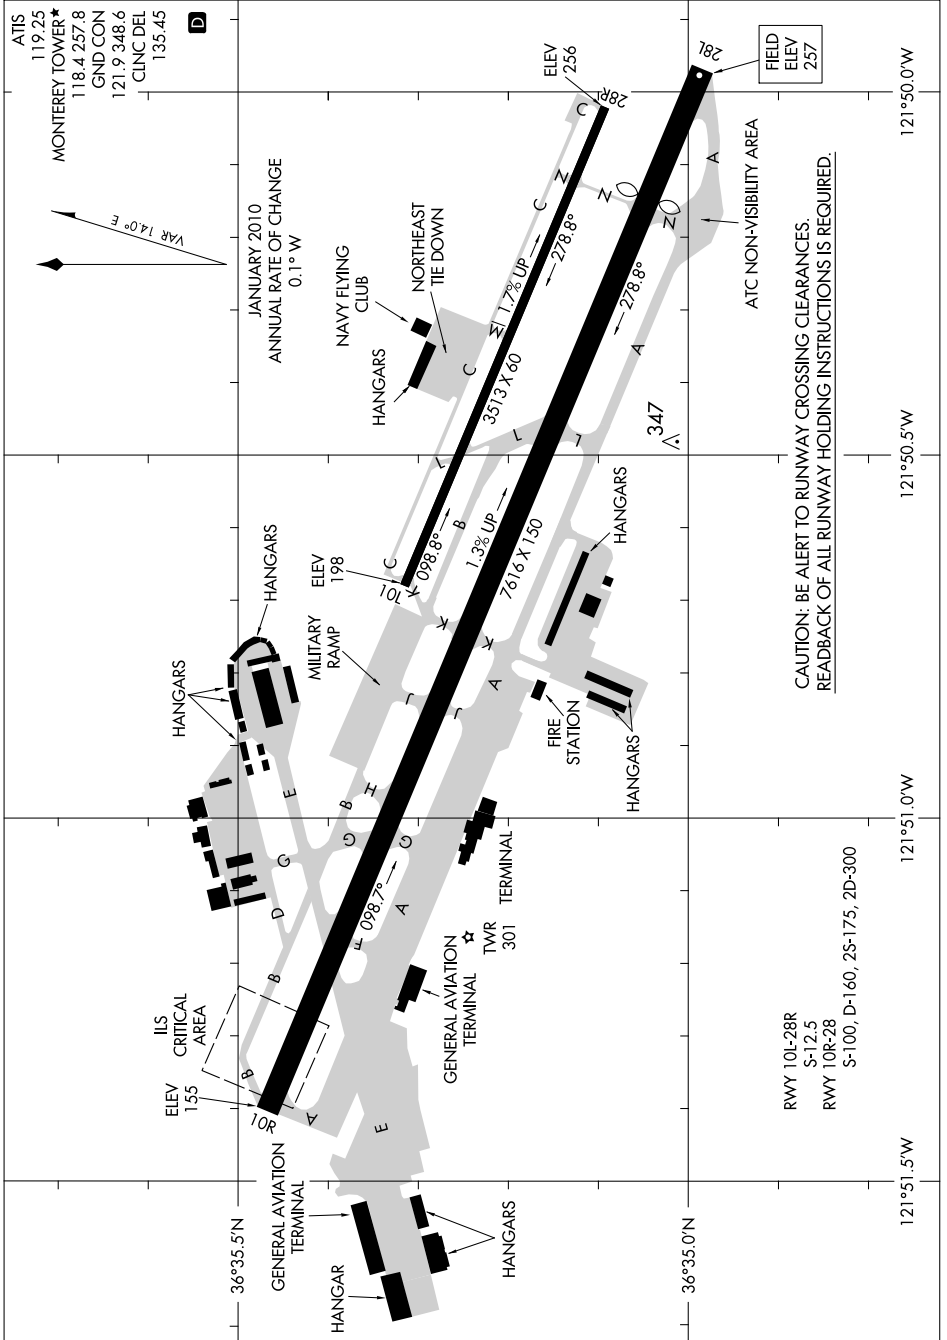 ATIS
119.25
MONTEREY TOWER★
118.4 257.8
GND CON
121.9 348.6
CLNC DEL
135.45
D
VAR 14.0° E
JANUARY 2010
ANNUAL RATE OF CHANGE
0.1° W
NAVY FLYING
CLUB
NORTHEAST
TIE DOWN
HANGARS
ELEV
256
28R
28L
FIELD
ELEV
257
121°50.0'W
C
C
Z
Z
Z
A
278.8°
1.7% UP
M
C
3513 X 60
278.8°
A
ATC NON-VISIBILITY AREA
347
121°50.5'W
L
L
L
C
ELEV
198
10L
098.8°
B
1.3% UP
7616 X 150
K
K
K
A
HANGARS
HANGARS
HANGARS
MILITARY
RAMP
J
J
FIRE
STATION
HANGARS
CAUTION: BE ALERT TO RUNWAY CROSSING CLEARANCES.
READBACK OF ALL RUNWAY HOLDING INSTRUCTIONS IS REQUIRED.
121°51.0'W
E
B
H
G
G
G
D
098.7°
F
A
TERMINAL
TWR
301
GENERAL AVIATION
TERMINAL
B
ILS
CRITICAL
AREA
B
ELEV
155
10R
A
E
GENERAL AVIATION
TERMINAL
HANGAR
HANGARS
36°35.5'N
36°35.0'N
121°51.5'W
RWY 10L-28R
S-12.5
RWY 10R-28
S-100, D-160, 2S-175, 2D-300